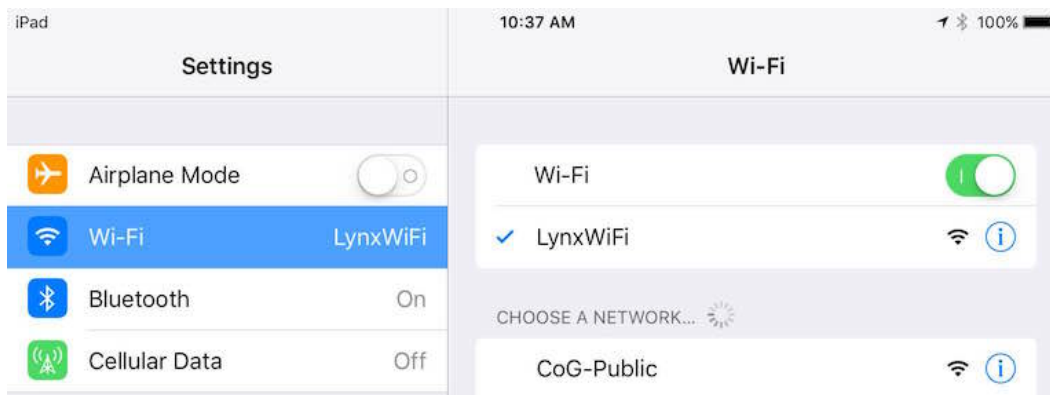 iPad
10:37 AM
100%
Settings
Wi-Fi
Airplane Mode
Wi-Fi LynxWiFi
Bluetooth On
Cellular Data Off
Wi-Fi
LynxWiFi
CHOOSE A NETWORK...
CoG-Public